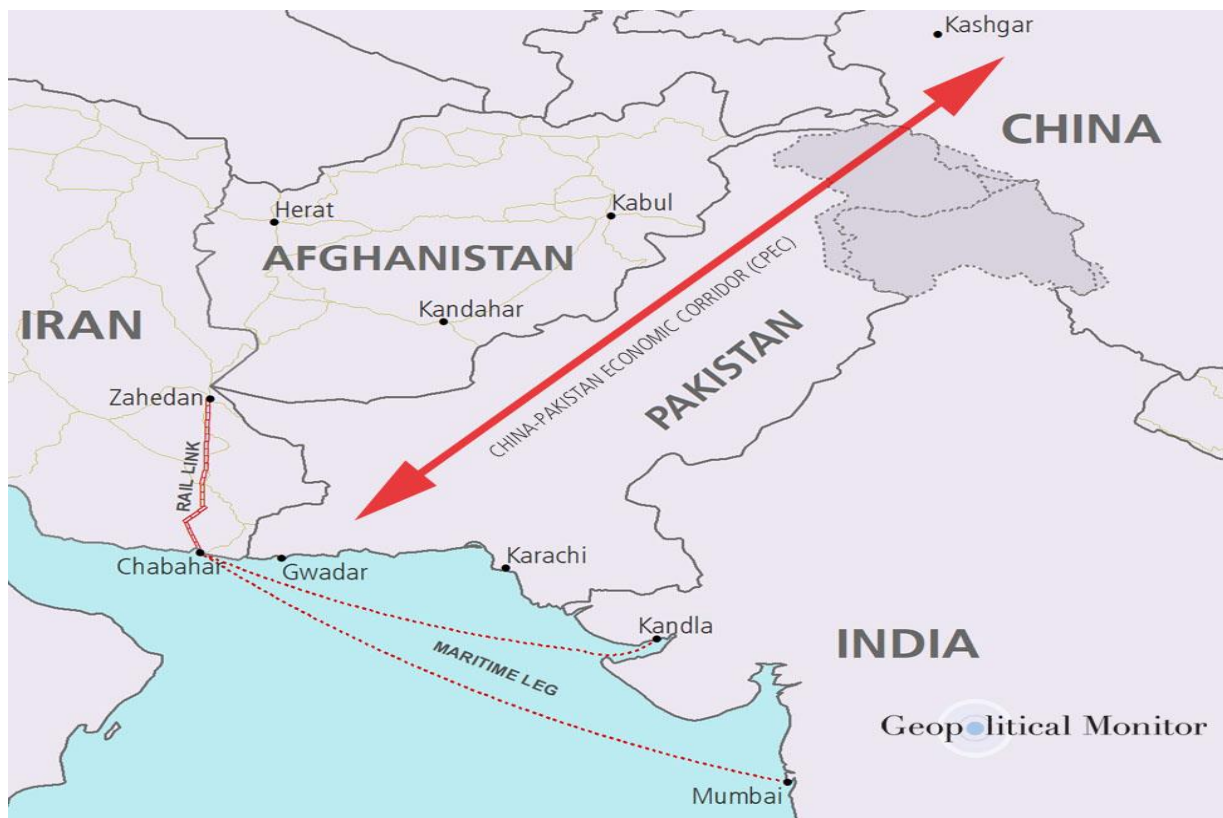 Kashgar
CHINA
Herat
Kabul
AFGHANISTAN
Kandahar
IRAN
CHINA-PAKISTAN ECONOMIC CORRIDOR (CPEC)
PAKISTAN
Zahedan
RAIL LINK
Chabahar
Gwadar
Karachi
Kandla
MARITIME LEG
INDIA
Geopolitical Monitor
Mumbai